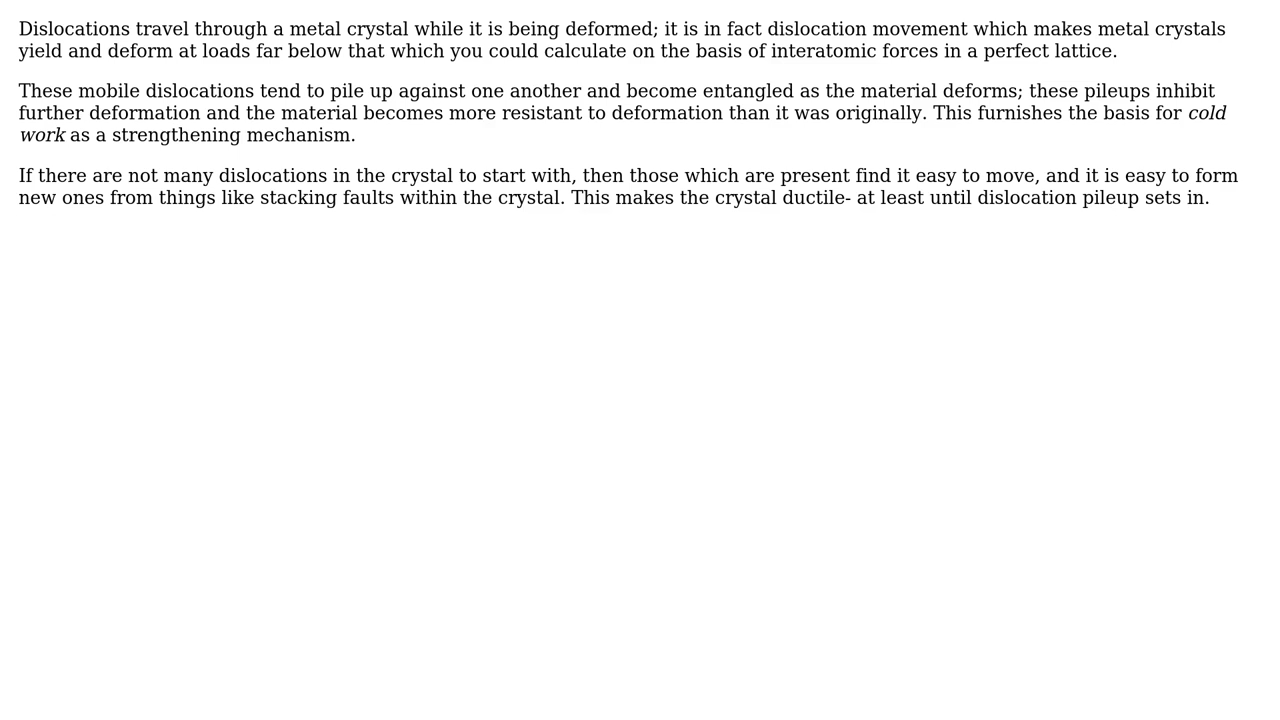 Dislocations travel through a metal crystal while it is being deformed; it is in fact dislocation movement which makes metal crystals
yield and deform at loads far below that which you could calculate on the basis of interatomic forces in a perfect lattice.
These mobile dislocations tend to pile up against one another and become entangled as the material deforms; these pileups inhibit
further deformation and the material becomes more resistant to deformation than it was originally. This furnishes the basis for cold
work as a strengthening mechanism.
If there are not many dislocations in the crystal to start with, then those which are present find it easy to move, and it is easy to form
new ones from things like stacking faults within the crystal. This makes the crystal ductile- at least until dislocation pileup sets in.